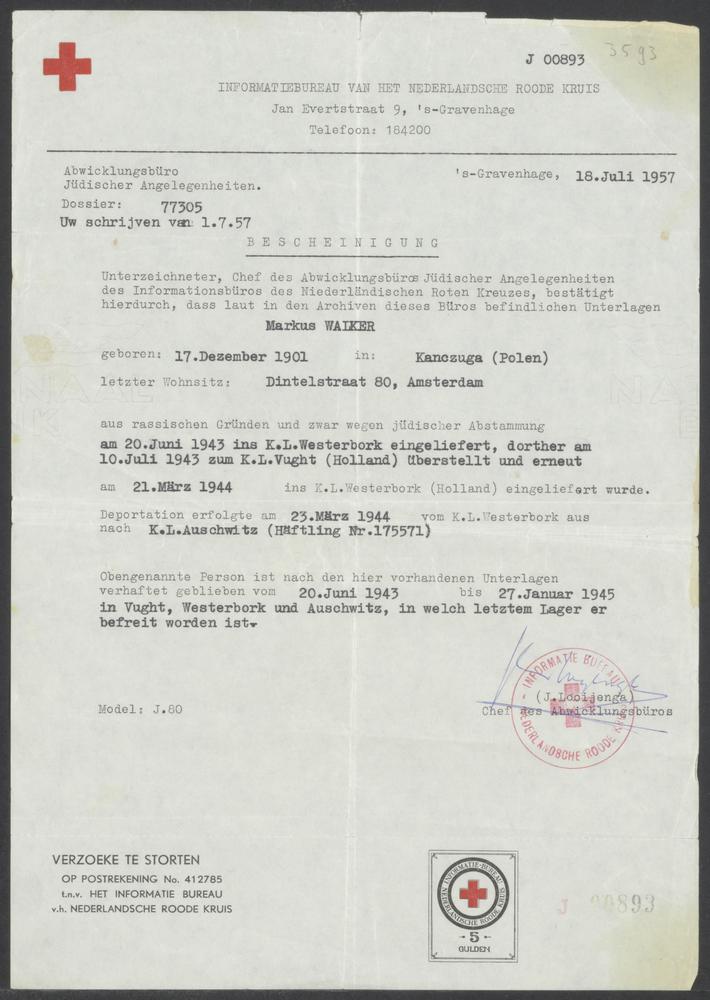 J 00893 3593
INFORMATIEBUREAU VAN HET NEDERLANDSCHE ROODE KRUIS
Jan Evertstraat 9, 's-Gravenhage
Telefoon: 184200
Abwicklungsbüro
Jüdischer Angelegenheiten.
's-Gravenhage, 18.Juli 1957
Dossier: 77305
Uw schrijven van: 1.7.57
BESCHEINIGUNG
Unterzeichneter, Chef des Abwicklungsbüros Jüdischer Angelegenheiten
des Informationsbüros des Niederländischen Roten Kreuzes, bestätigt
hierdurch, dass laut in den Archiven dieses Büros befindlichen Unterlagen
Markus WALKER
geboren: 17.Dezember 1901 in: Kanczuga (Polen)
letzter Wohnsitz: Dintelstraat 80, Amsterdam
aus rassischen Gründen und zwar wegen jüdischer Abstammung
am 20.Juni 1943 ins K.L.Westerbork eingeliefert, dorther am
10.Juli 1943 zum K.L.Vught (Holland) überstellt und erneut
am 21.März 1944 ins K.L.Westerbork (Holland) eingeliefert wurde.
Deportation erfolgte am 23.März 1944 vom K.L.Westerbork aus
nach K.L.Auschwitz (Häftling Nr.175571)
Obengenannte Person ist nach den hier vorhandenen Unterlagen
verhaftet geblieben vom 20.Juni 1943 bis 27.Januar 1945
in Vught, Westerbork und Auschwitz, in welch letztem Lager er
befreit worden ist.
INFORMATIE BUREAU
NEDERLANDSCHE ROODE KRUIS
(J.Looijenga)
Chef des Abwicklungsbüros
Model: J.80
VERZOEKE TE STORTEN
OP POSTREKENING No. 412785
t.n.v. HET INFORMATIE BUREAU
v.h. NEDERLANDSCHE ROODE KRUIS
INFORMATIE-BUREAU
NEDERLANDSCHE ROODE KRUIS
- 5 -
GULDEN
J 00893